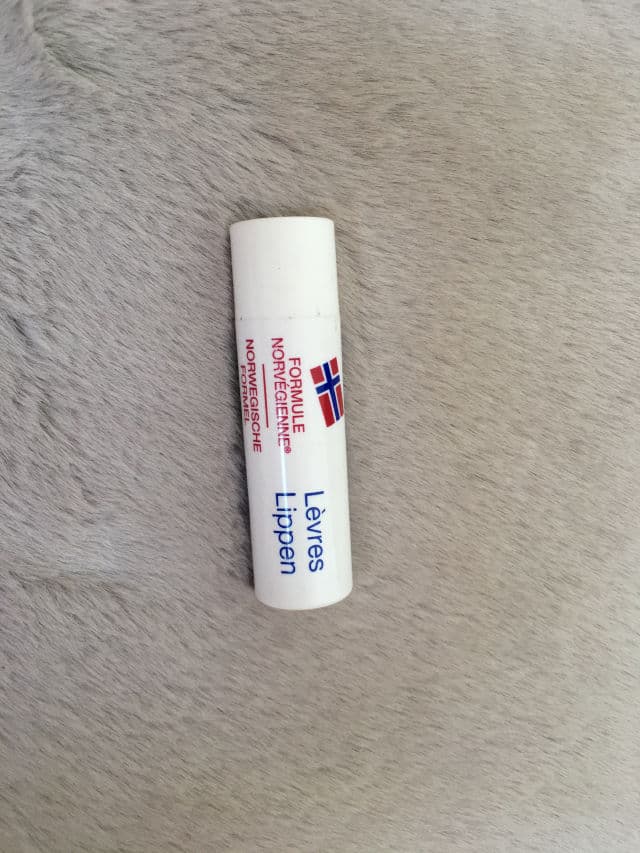 FORMULE
NORVÉGIENNE®
NORWEGISCHE
FORMEL
Lèvres
Lippen